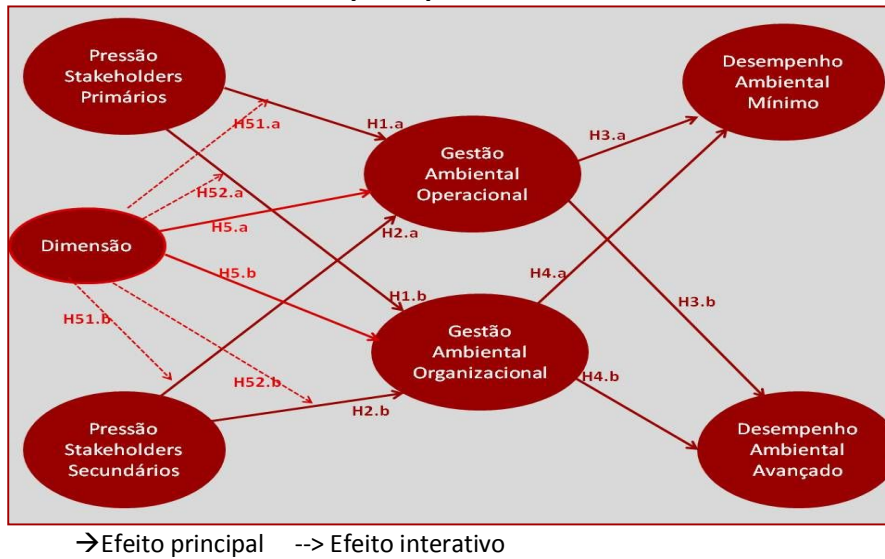 Pressão
Stakeholders
Primários
Desempenho
Ambiental
Mínimo
H51.a
H1.a
H3.a
Gestão
Ambiental
Operacional
H52.a
H5.a
H2.a
Dimensão
H5.b
H4.a
H1.b
H3.b
H51.b
Gestão
Ambiental
Organizacional
H52.b
H2.b
H4.b
Pressão
Stakeholders
Secundários
Desempenho
Ambiental
Avançado
→Efeito principal --> Efeito interativo